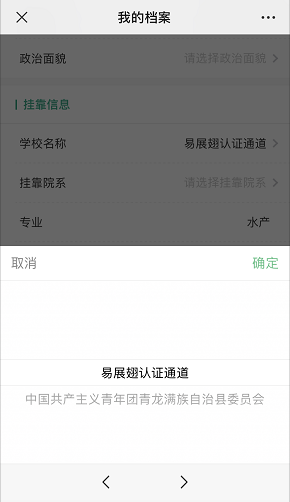 我的档案
政治面貌 请选择政治面貌
挂靠信息
学校名称 易展翅认证通道
挂靠院系 请选择挂靠院系
专业 水产
取消 确定
易展翅认证通道
中国共产主义青年团青龙满族自治县委员会